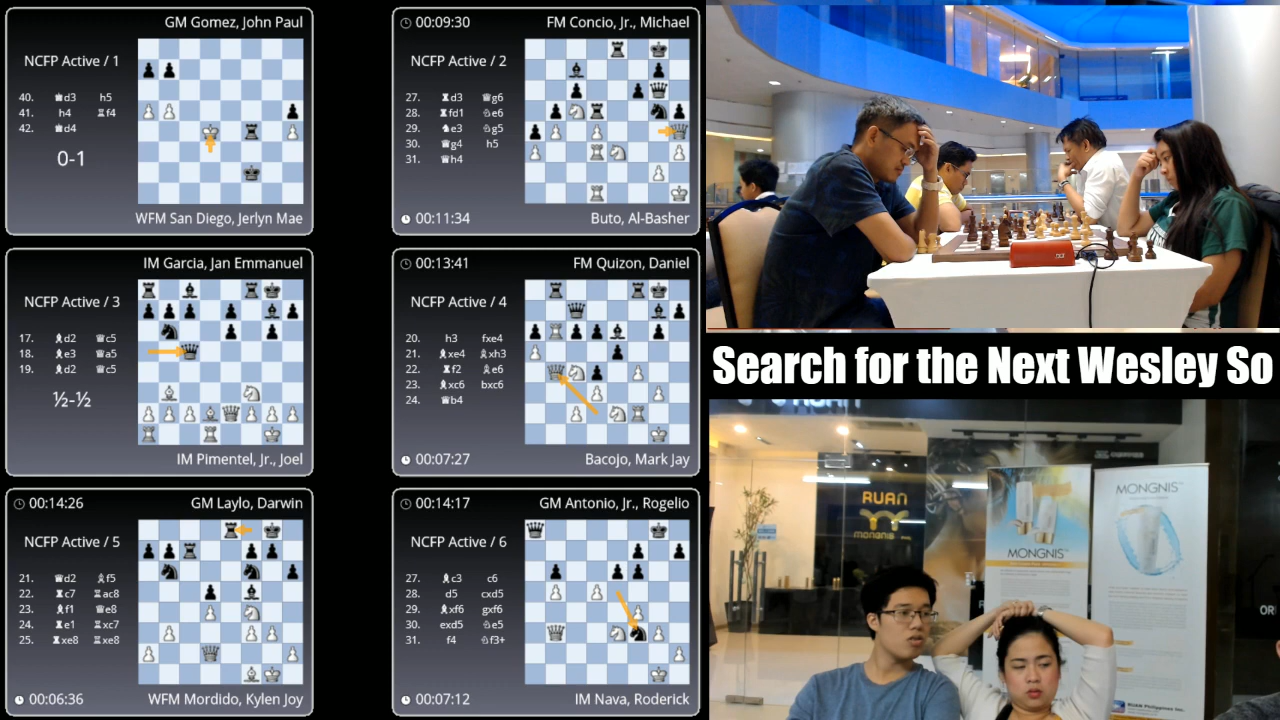 GM Gomez, John Paul
NCFP Active / 1
40. ♚d3 h5
41. h4 ♖f4
42. ♚d4
0-1
WFM San Diego, Jerlyn Mae
00:09:30 FM Concio, Jr., Michael
NCFP Active / 2
27. ♜d3 ♕g6
28. ♜fd1 ♘e6
29. ♞e3 ♘g5
30. ♛g4 h5
31. ♛h4
00:11:34 Buto, Al-Basher
IM Garcia, Jan Emmanuel
NCFP Active / 3
17. ♝d2 ♕c5
18. ♝e3 ♕a5
19. ♝d2 ♕c5
½-½
IM Pimentel, Jr., Joel
00:13:41 FM Quizon, Daniel
NCFP Active / 4
20. h3 fxe4
21. ♝xe4 ♗xh3
22. ♜f2 ♗e6
23. ♝xc6 bxc6
24. ♛b4
00:07:27 Bacojo, Mark Jay
00:14:26 GM Laylo, Darwin
NCFP Active / 5
21. ♛d2 ♗f5
22. ♜c7 ♖ac8
23. ♝f1 ♕e8
24. ♜e1 ♖xc7
25. ♜xe8 ♖xe8
00:06:36 WFM Mordido, Kylen Joy
00:14:17 GM Antonio, Jr., Rogelio
NCFP Active / 6
27. ♝c3 c6
28. d5 cxd5
29. ♝xf6 gxf6
30. exd5 ♘e5
31. f4 ♘f3+
00:07:12 IM Nava, Roderick
Search for the Next Wesley So
RUAN
MONGNIS
MONGNIS
MONGNIS